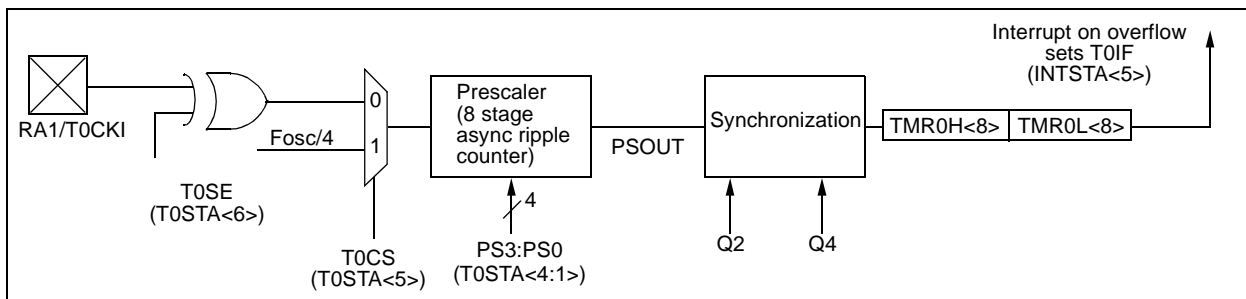 Interrupt on overflow
sets T0IF
(INTSTA<5>)
RA1/T0CKI
0
Fosc/4
1
Prescaler
(8 stage
async ripple
counter)
PSOUT
Synchronization
TMR0H<8> TMR0L<8>
T0SE
(T0STA<6>)
4
T0CS
(T0STA<5>)
PS3:PS0
(T0STA<4:1>)
Q2
Q4